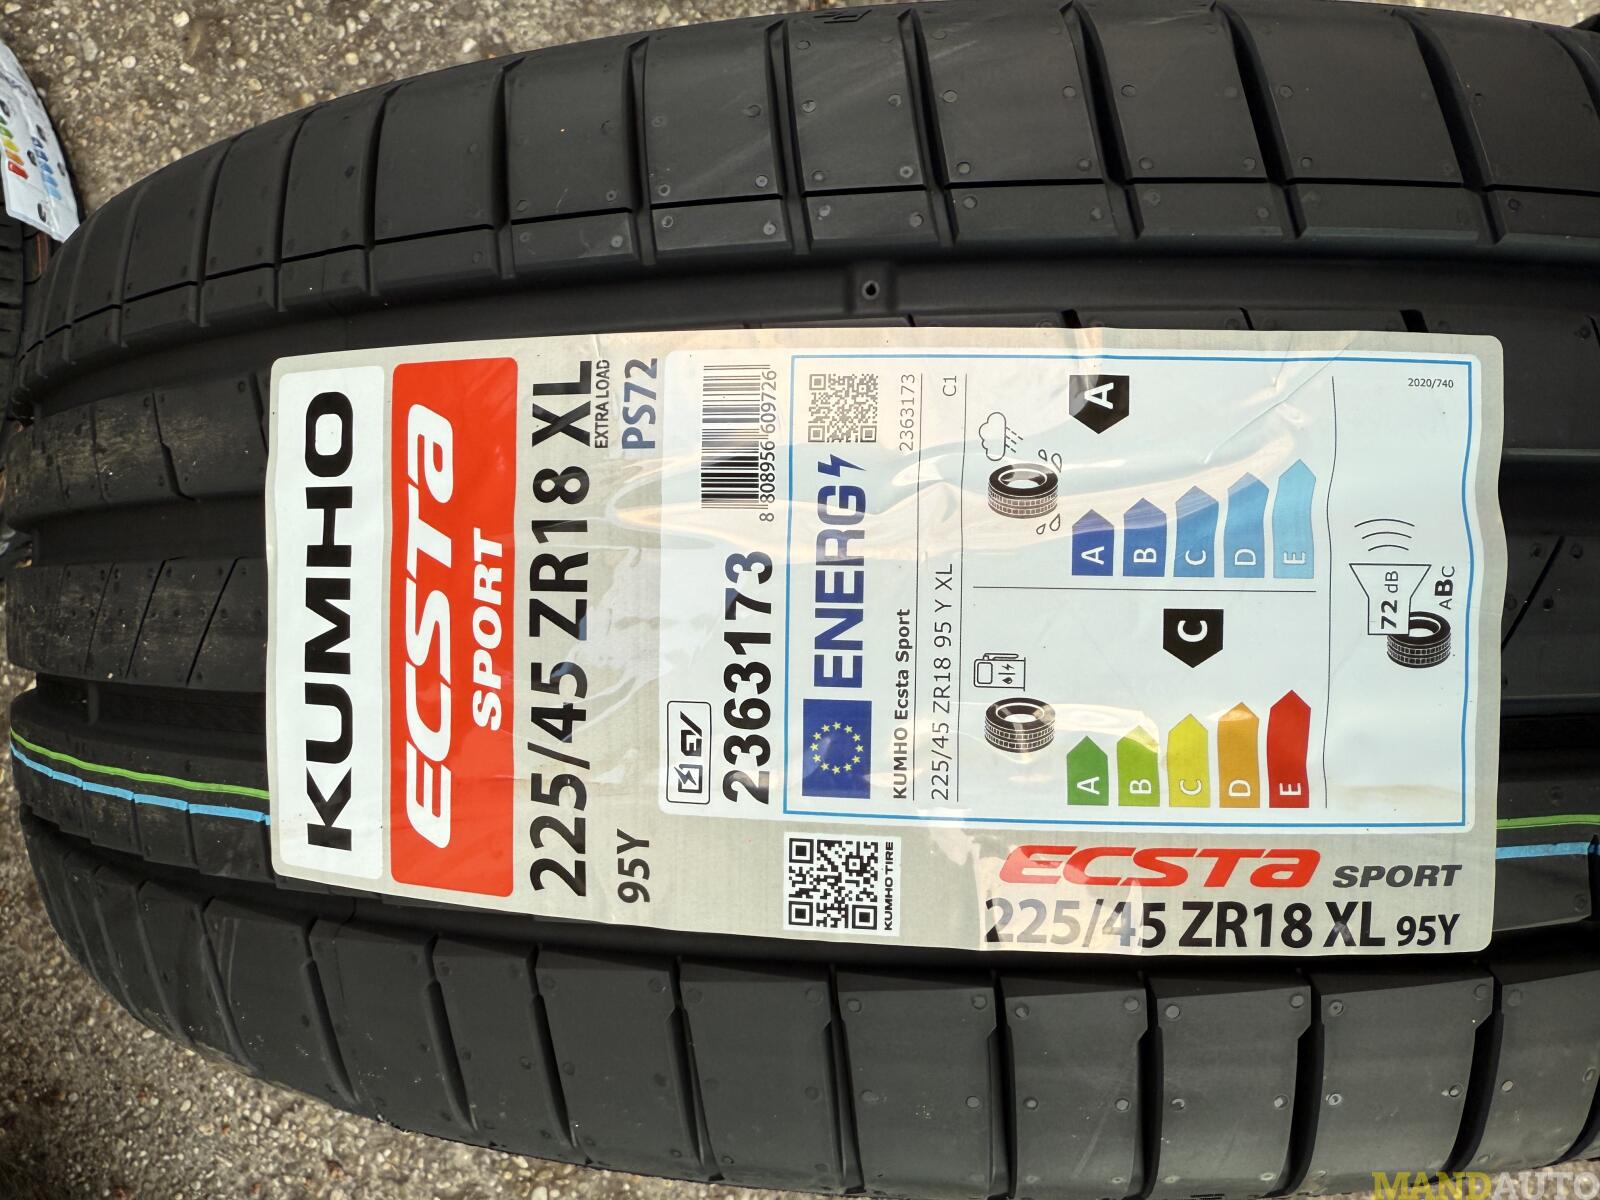 KUMHO
ECSTA
SPORT
225/45 ZR18 XL
EXTRA LOAD
95Y
PS72
EV
2363173
8 808956 609726
KUMHO TIRE
ENERG
KUMHO Ecsta Sport
2363173
225/45 ZR18 95 Y XL
C1
A
A
B
C
D
E
C
A
B
C
D
E
72 dB
ABC
2020/740
ECSTA SPORT
225/45 ZR18 XL 95Y
MANDAUTO